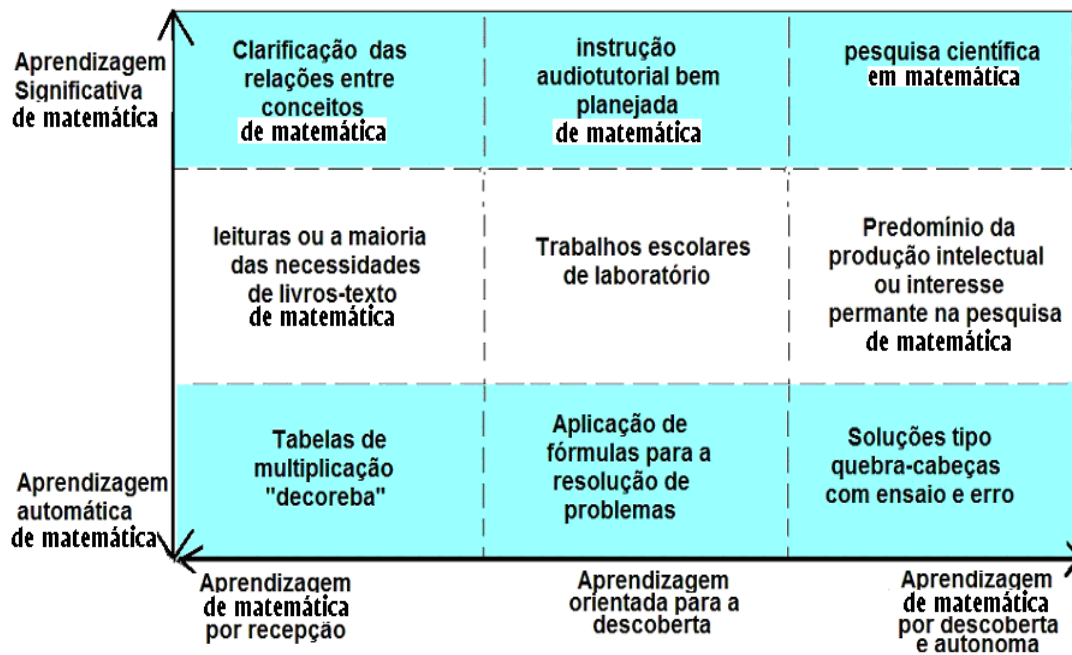 Aprendizagem
Significativa
de matemática
Clarificação das
relações entre
conceitos
de matemática
instrução
audiotutorial bem
planejada
de matemática
pesquisa científica
em matemática
leituras ou a maioria
das necessidades
de livros-texto
de matemática
Trabalhos escolares
de laboratório
Predomínio da
produção intelectual
ou interesse
permante na pesquisa
de matemática
Aprendizagem
automática
de matemática
Tabelas de
multiplicação
"decoreba"
Aplicação de
fórmulas para a
resolução de
problemas
Soluções tipo
quebra-cabeças
com ensaio e erro
Aprendizagem
de matemática
por recepção
Aprendizagem
orientada para a
descoberta
Aprendizagem
de matemática
por descoberta
e autonoma